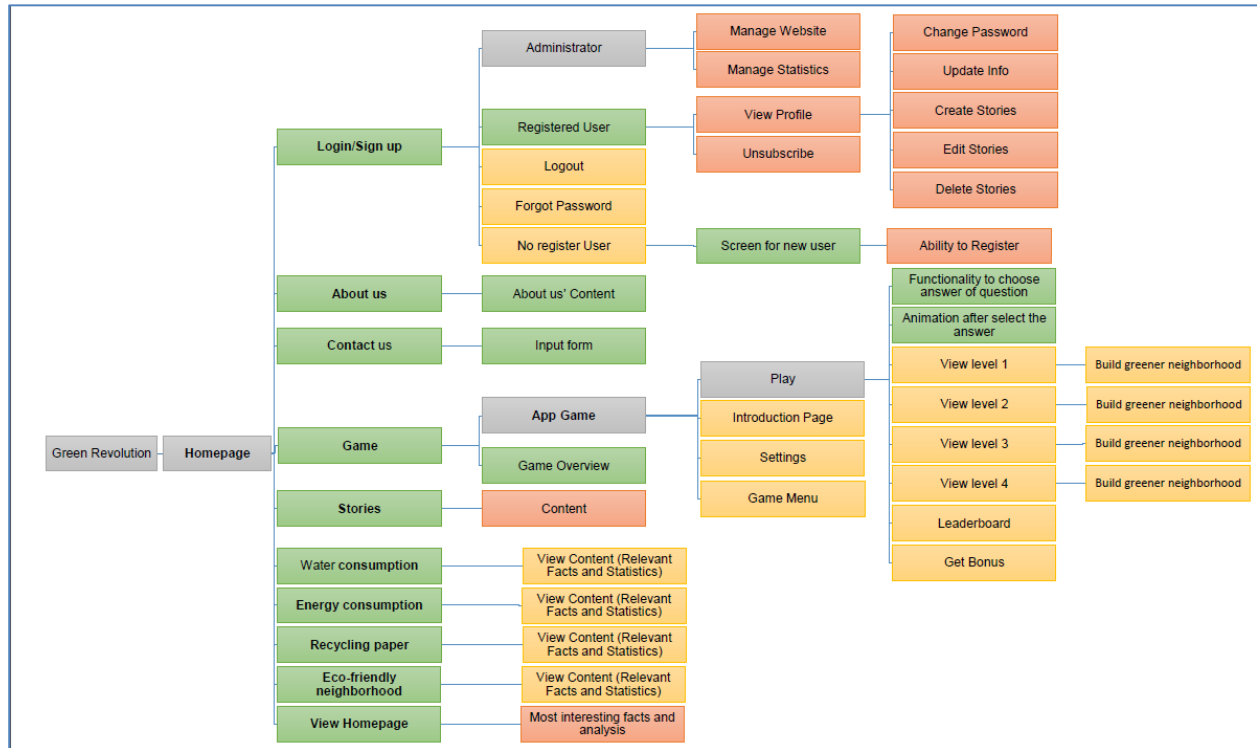 Administrator
Manage Website
Manage Statistics
Change Password
Update Info
Login/Sign up
Registered User
View Profile
Create Stories
Logout
Unsubscribe
Edit Stories
Delete Stories
Forgot Password
No register User
Screen for new user
Ability to Register
About us
About us' Content
Functionality to choose
answer of question
Contact us
Input form
Animation after select the
answer
Green Revolution
Homepage
Game
App Game
Game Overview
Play
Introduction Page
Settings
Game Menu
View level 1
Build greener neighborhood
View level 2
Build greener neighborhood
View level 3
Build greener neighborhood
View level 4
Build greener neighborhood
Leaderboard
Get Bonus
Stories
Content
Water consumption
View Content (Relevant
Facts and Statistics)
Energy consumption
View Content (Relevant
Facts and Statistics)
Recycling paper
View Content (Relevant
Facts and Statistics)
Eco-friendly
neighborhood
View Content (Relevant
Facts and Statistics)
View Homepage
Most interesting facts and
analysis